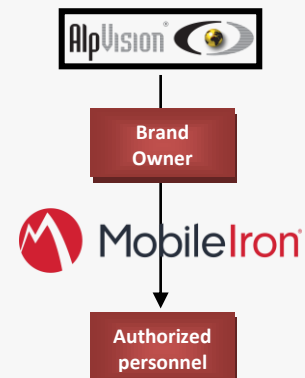 AlpVision®
Brand
Owner
MobileIron®
Authorized
personnel